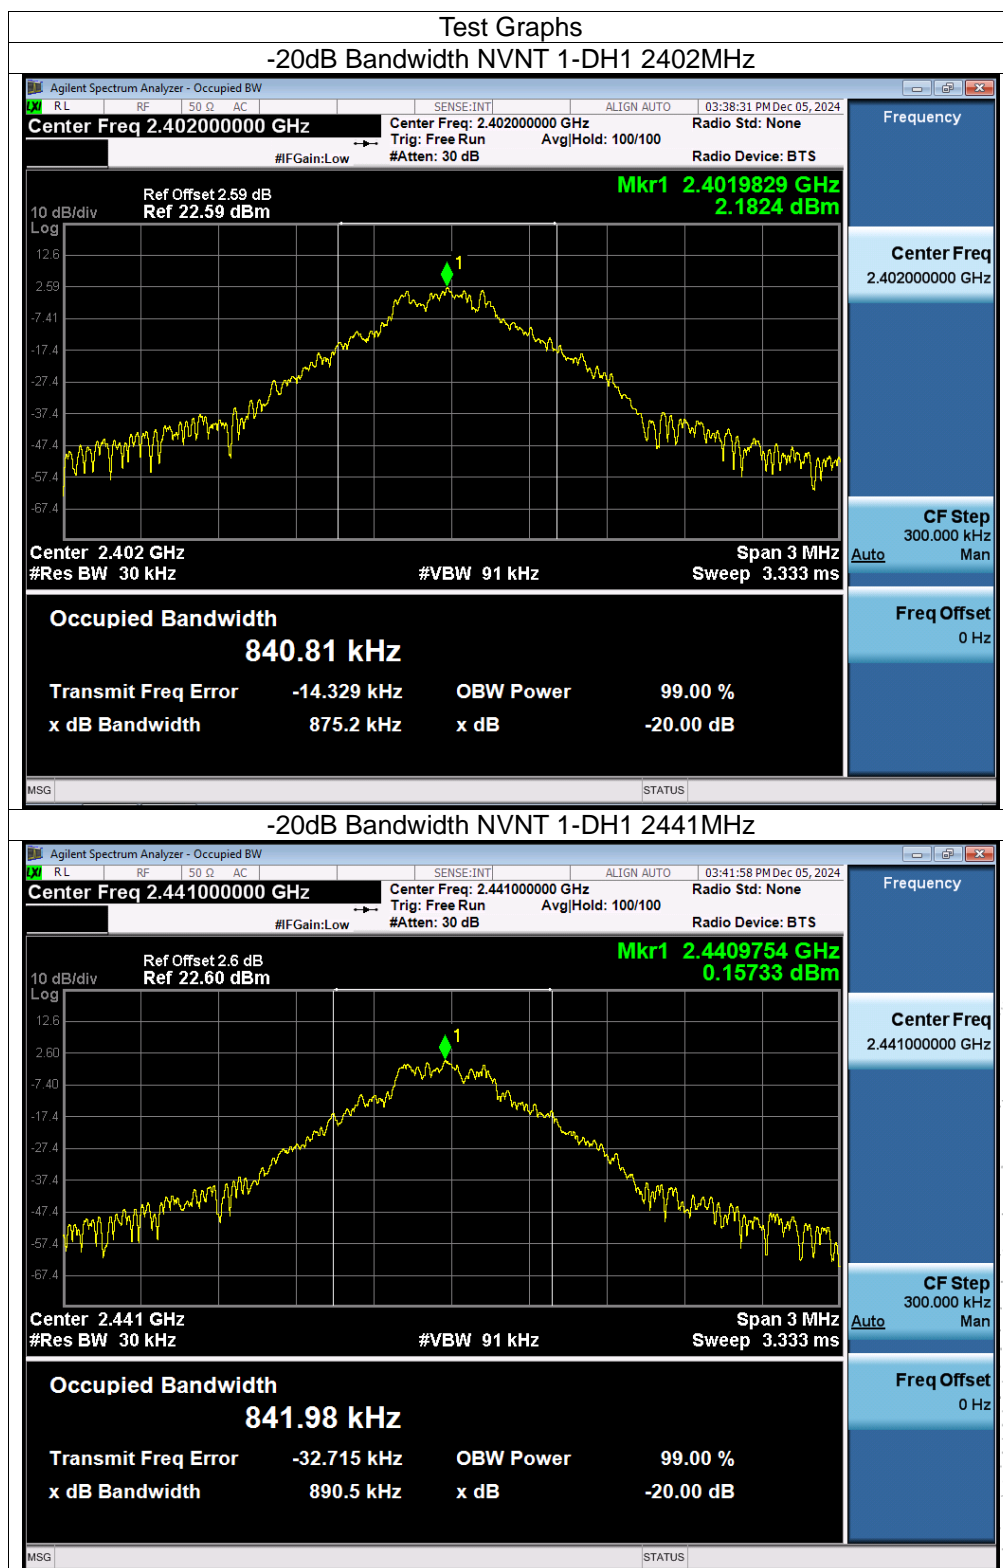 Test Graphs
-20dB Bandwidth NVNT 1-DH1 2402MHz
Agilent Spectrum Analyzer - Occupied BW
LXI RL RF 50 Ω AC SENSE:INT ALIGN AUTO 03:38:31 PM Dec 05, 2024
Center Freq 2.402000000 GHz
Center Freq: 2.402000000 GHz Radio Std: None
Trig: Free Run Avg|Hold: 100/100
#IFGain:Low #Atten: 30 dB Radio Device: BTS
Frequency
Mkr1 2.4019829 GHz
2.1824 dBm
Ref Offset 2.59 dB
10 dB/div Ref 22.59 dBm
Log
12.6
2.59
-7.41
-17.4
-27.4
-37.4
-47.4
-57.4
-67.4
1
Center Freq
2.402000000 GHz
CF Step
300.000 kHz
Auto Man
Freq Offset
0 Hz
Center 2.402 GHz Span 3 MHz
#Res BW 30 kHz #VBW 91 kHz Sweep 3.333 ms
Occupied Bandwidth
840.81 kHz
Transmit Freq Error -14.329 kHz OBW Power 99.00 %
x dB Bandwidth 875.2 kHz x dB -20.00 dB
MSG STATUS
-20dB Bandwidth NVNT 1-DH1 2441MHz
Agilent Spectrum Analyzer - Occupied BW
LXI RL RF 50 Ω AC SENSE:INT ALIGN AUTO 03:41:58 PM Dec 05, 2024
Center Freq 2.441000000 GHz
Center Freq: 2.441000000 GHz Radio Std: None
Trig: Free Run Avg|Hold: 100/100
#IFGain:Low #Atten: 30 dB Radio Device: BTS
Frequency
Mkr1 2.4409754 GHz
0.15733 dBm
Ref Offset 2.6 dB
10 dB/div Ref 22.60 dBm
Log
12.6
2.60
-7.40
-17.4
-27.4
-37.4
-47.4
-57.4
-67.4
1
Center Freq
2.441000000 GHz
CF Step
300.000 kHz
Auto Man
Freq Offset
0 Hz
Center 2.441 GHz Span 3 MHz
#Res BW 30 kHz #VBW 91 kHz Sweep 3.333 ms
Occupied Bandwidth
841.98 kHz
Transmit Freq Error -32.715 kHz OBW Power 99.00 %
x dB Bandwidth 890.5 kHz x dB -20.00 dB
MSG STATUS